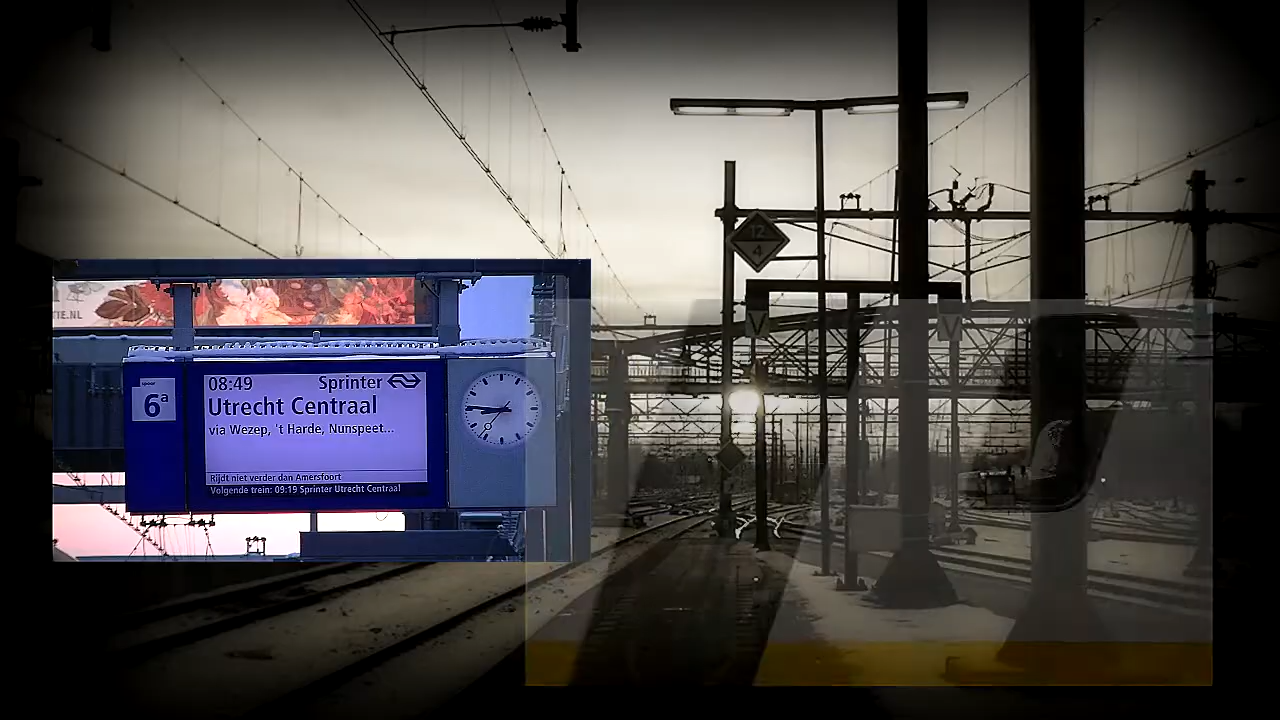 TIE.NL
spoor
6a
08:49 Sprinter
Utrecht Centraal
via Wezep, 't Harde, Nunspeet...
Rijdt niet verder dan Amersfoort
Volgende trein: 09:19 Sprinter Utrecht Centraal
12
4
V
V